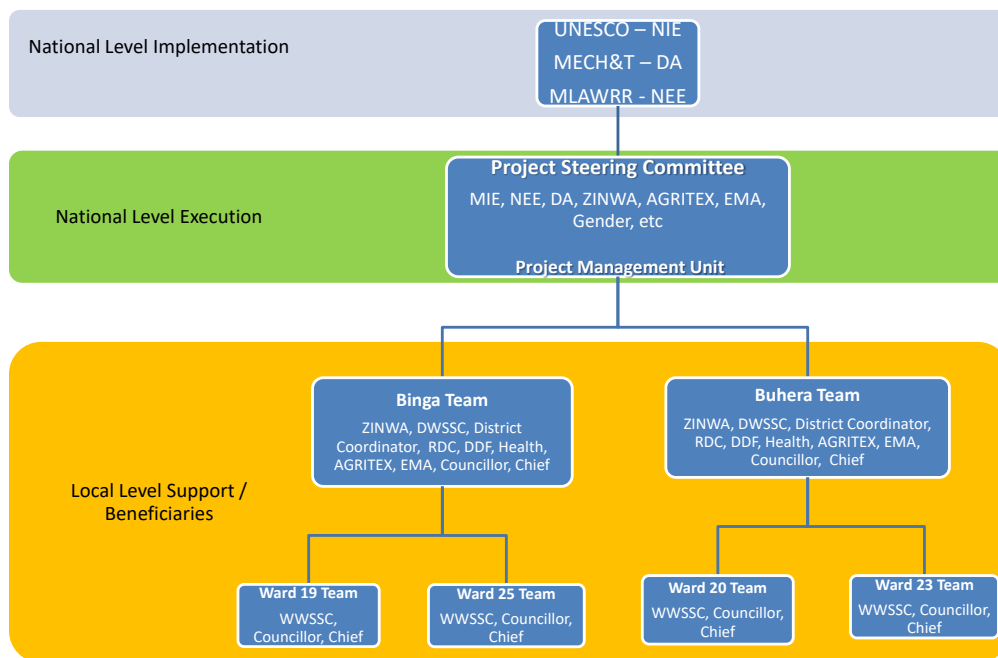 National Level Implementation
UNESCO – NIE
MECH&T – DA
MLAWRR - NEE
National Level Execution
Project Steering Committee
MIE, NEE, DA, ZINWA, AGRITEX, EMA,
Gender, etc
Project Management Unit
Local Level Support /
Beneficiaries
Binga Team
ZINWA, DWSSC, District
Coordinator, RDC, DDF, Health,
AGRITEX, EMA, Councillor, Chief
Buhera Team
ZINWA, DWSSC, District Coordinator,
RDC, DDF, Health, AGRITEX, EMA,
Councillor, Chief
Ward 19 Team
WWSSC,
Councillor, Chief
Ward 25 Team
WWSSC, Councillor,
Chief
Ward 20 Team
WWSSC, Councillor,
Chief
Ward 23 Team
WWSSC, Councillor,
Chief